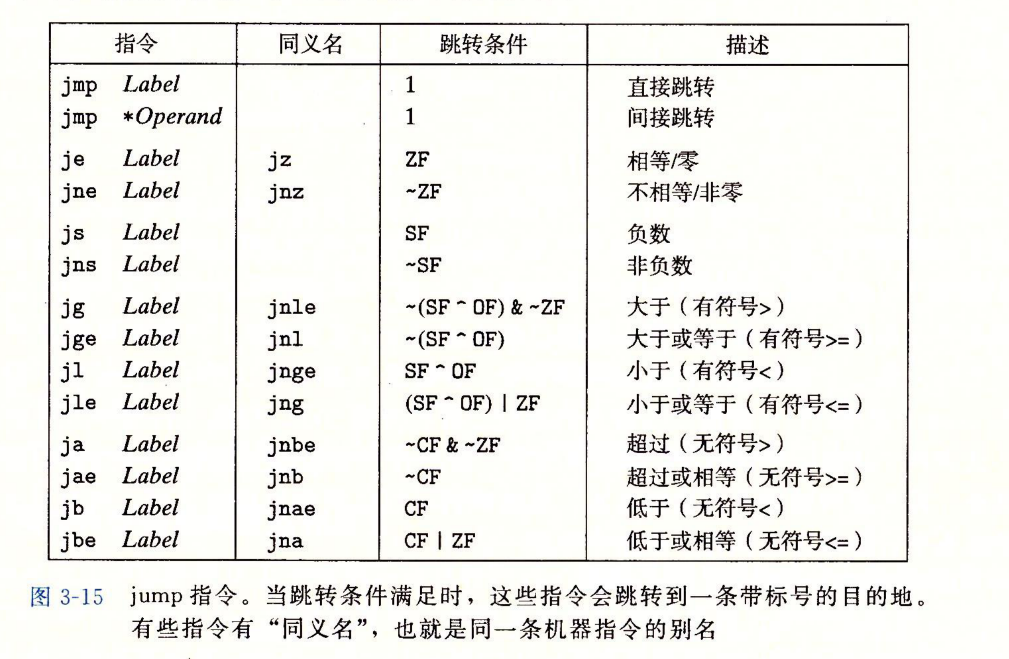 指令 同义名 跳转条件 描述
jmp Label 1 直接跳转
jmp *Operand 1 间接跳转
je Label jz ZF 相等/零
jne Label jnz ~ZF 不相等/非零
js Label SF 负数
jns Label ~SF 非负数
jg Label jnle ~(SF ^ OF) & ~ZF 大于（有符号>）
jge Label jnl ~(SF ^ OF) 大于或等于（有符号>=）
jl Label jnge SF ^ OF 小于（有符号<）
jle Label jng (SF ^ OF) | ZF 小于或等于（有符号<=）
ja Label jnbe ~CF & ~ZF 超过（无符号>）
jae Label jnb ~CF 超过或相等（无符号>=）
jb Label jnae CF 低于（无符号<）
jbe Label jna CF | ZF 低于或相等（无符号<=）
图 3-15 jump 指令。当跳转条件满足时，这些指令会跳转到一条带标号的目的地。
有些指令有“同义名”，也就是同一条机器指令的别名